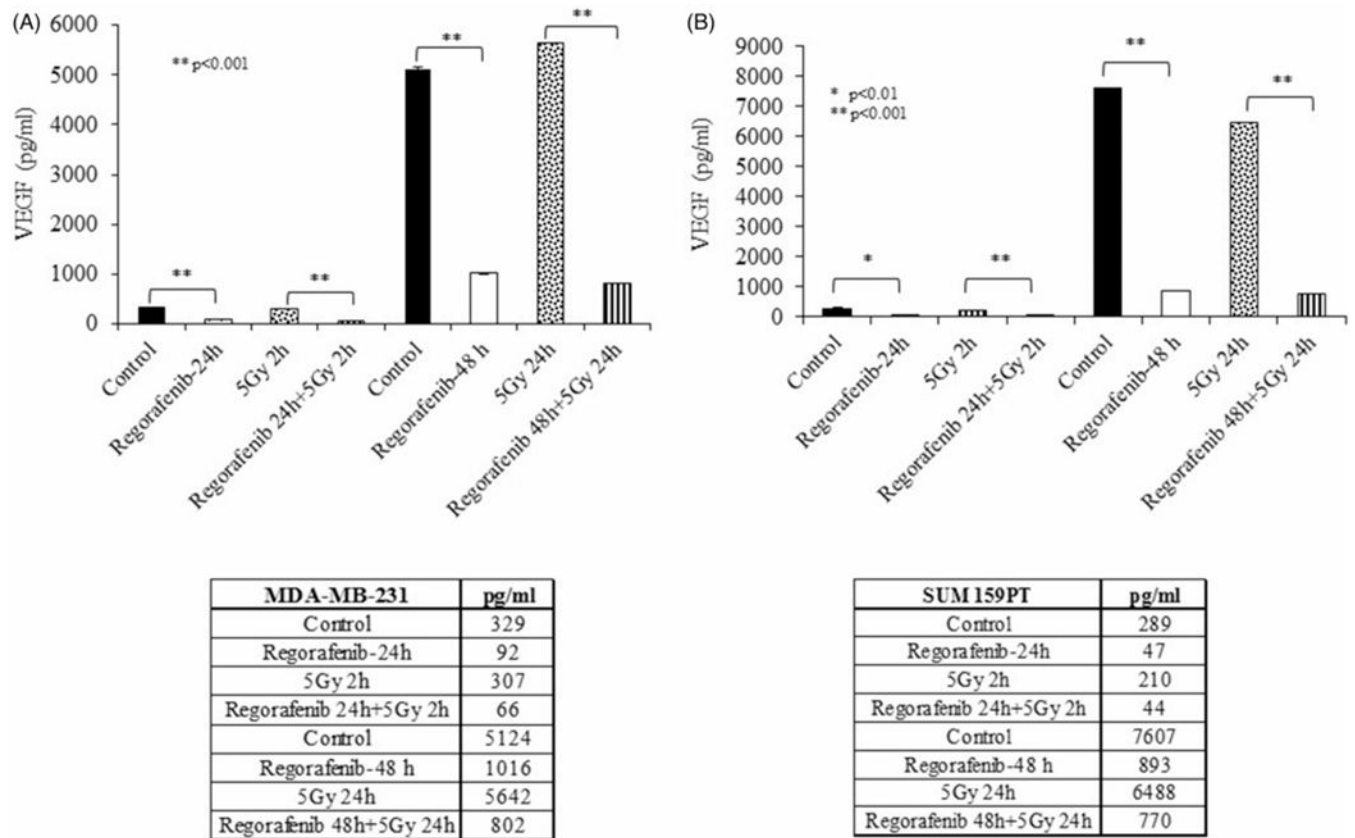 (A)
6000
5000
4000
3000
2000
1000
0
VEGF (pg/ml)
** p<0.001
**
**
**
**
Control
Regorafenib-24h
5Gy 2h
Regorafenib 24h+5Gy 2h
Control
Regorafenib-48 h
5Gy 24h
Regorafenib 48h+5Gy 24h
(B)
9000
8000
7000
6000
5000
4000
3000
2000
1000
0
VEGF (pg/ml)
* p<0.01
** p<0.001
*
**
**
**
Control
Regorafenib-24h
5Gy 2h
Regorafenib 24h+5Gy 2h
Control
Regorafenib-48 h
5Gy 24h
Regorafenib 48h+5Gy 24h
MDA-MB-231 pg/ml
Control 329
Regorafenib-24h 92
5Gy 2h 307
Regorafenib 24h+5Gy 2h 66
Control 5124
Regorafenib-48 h 1016
5Gy 24h 5642
Regorafenib 48h+5Gy 24h 802
SUM 159PT pg/ml
Control 289
Regorafenib-24h 47
5Gy 2h 210
Regorafenib 24h+5Gy 2h 44
Control 7607
Regorafenib-48 h 893
5Gy 24h 6488
Regorafenib 48h+5Gy 24h 770